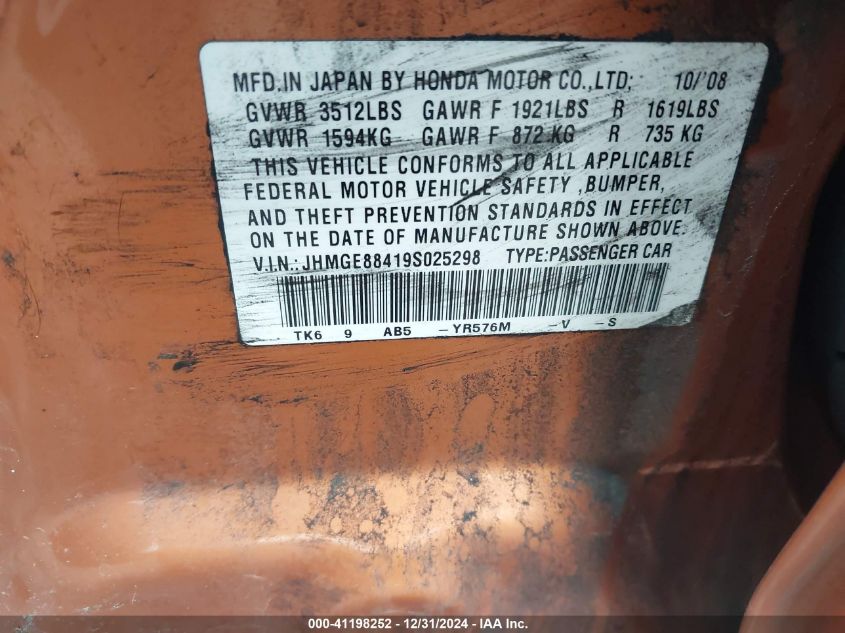 MFD.IN JAPAN BY HONDA MOTOR CO.,LTD; 10/'08
GVWR 3512LBS GAWR F 1921LBS R 1619LBS
GVWR 1594KG GAWR F 872 KG R 735 KG
THIS VEHICLE CONFORMS TO ALL APPLICABLE
FEDERAL MOTOR VEHICLE SAFETY ,BUMPER,
AND THEFT PREVENTION STANDARDS IN EFFECT
ON THE DATE OF MANUFACTURE SHOWN ABOVE.
V.I.N.:JHMGE88419S025298 TYPE:PASSENGER CAR
TK6 9 AB5 -YR576M -V -S
000-41198252 - 12/31/2024 - IAA Inc.